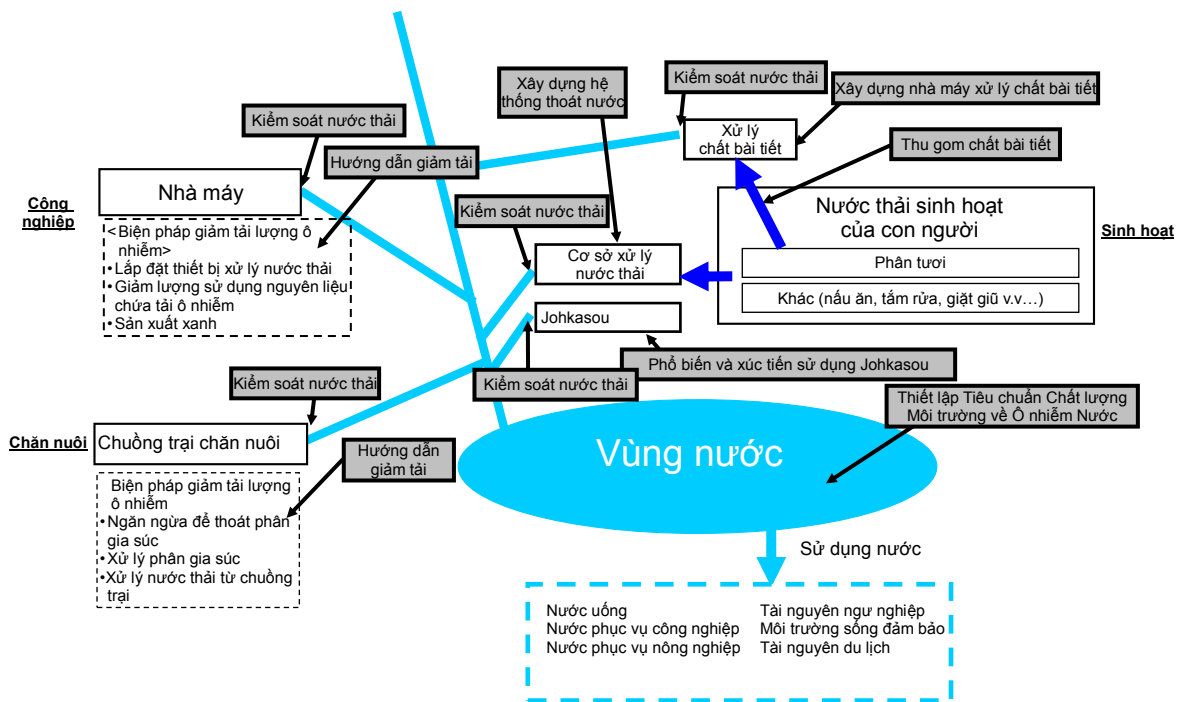 Xây dựng hệ
thống thoát nước
Kiểm soát nước thải
Xây dựng nhà máy xử lý chất bài tiết
Kiểm soát nước thải
Xử lý
chất bài tiết
Thu gom chất bài tiết
Hướng dẫn giảm tải
Công
nghiệp
Nhà máy
<Biện pháp giảm tải lượng ô
nhiễm>
•Lắp đặt thiết bị xử lý nước thải
•Giảm lượng sử dụng nguyên liệu
chứa tải ô nhiễm
•Sản xuất xanh
Kiểm soát nước thải
Cơ sở xử lý
nước thải
Nước thải sinh hoạt
của con người
Phân tươi
Khác (nấu ăn, tắm rửa, giặt giũ v.v…)
Sinh hoạt
Johkasou
Phổ biến và xúc tiến sử dụng Johkasou
Kiểm soát nước thải
Kiểm soát nước thải
Chăn nuôi
Chuồng trại chăn nuôi
Hướng dẫn
giảm tải
Biện pháp giảm tải lượng
ô nhiễm
•Ngăn ngừa để thoát phân
gia súc
•Xử lý phân gia súc
•Xử lý nước thải từ chuồng
trại
Thiết lập Tiêu chuẩn Chất lượng
Môi trường về Ô nhiễm Nước
Vùng nước
Sử dụng nước
Nước uống
Nước phục vụ công nghiệp
Nước phục vụ nông nghiệp
Tài nguyên ngư nghiệp
Môi trường sống đảm bảo
Tài nguyên du lịch